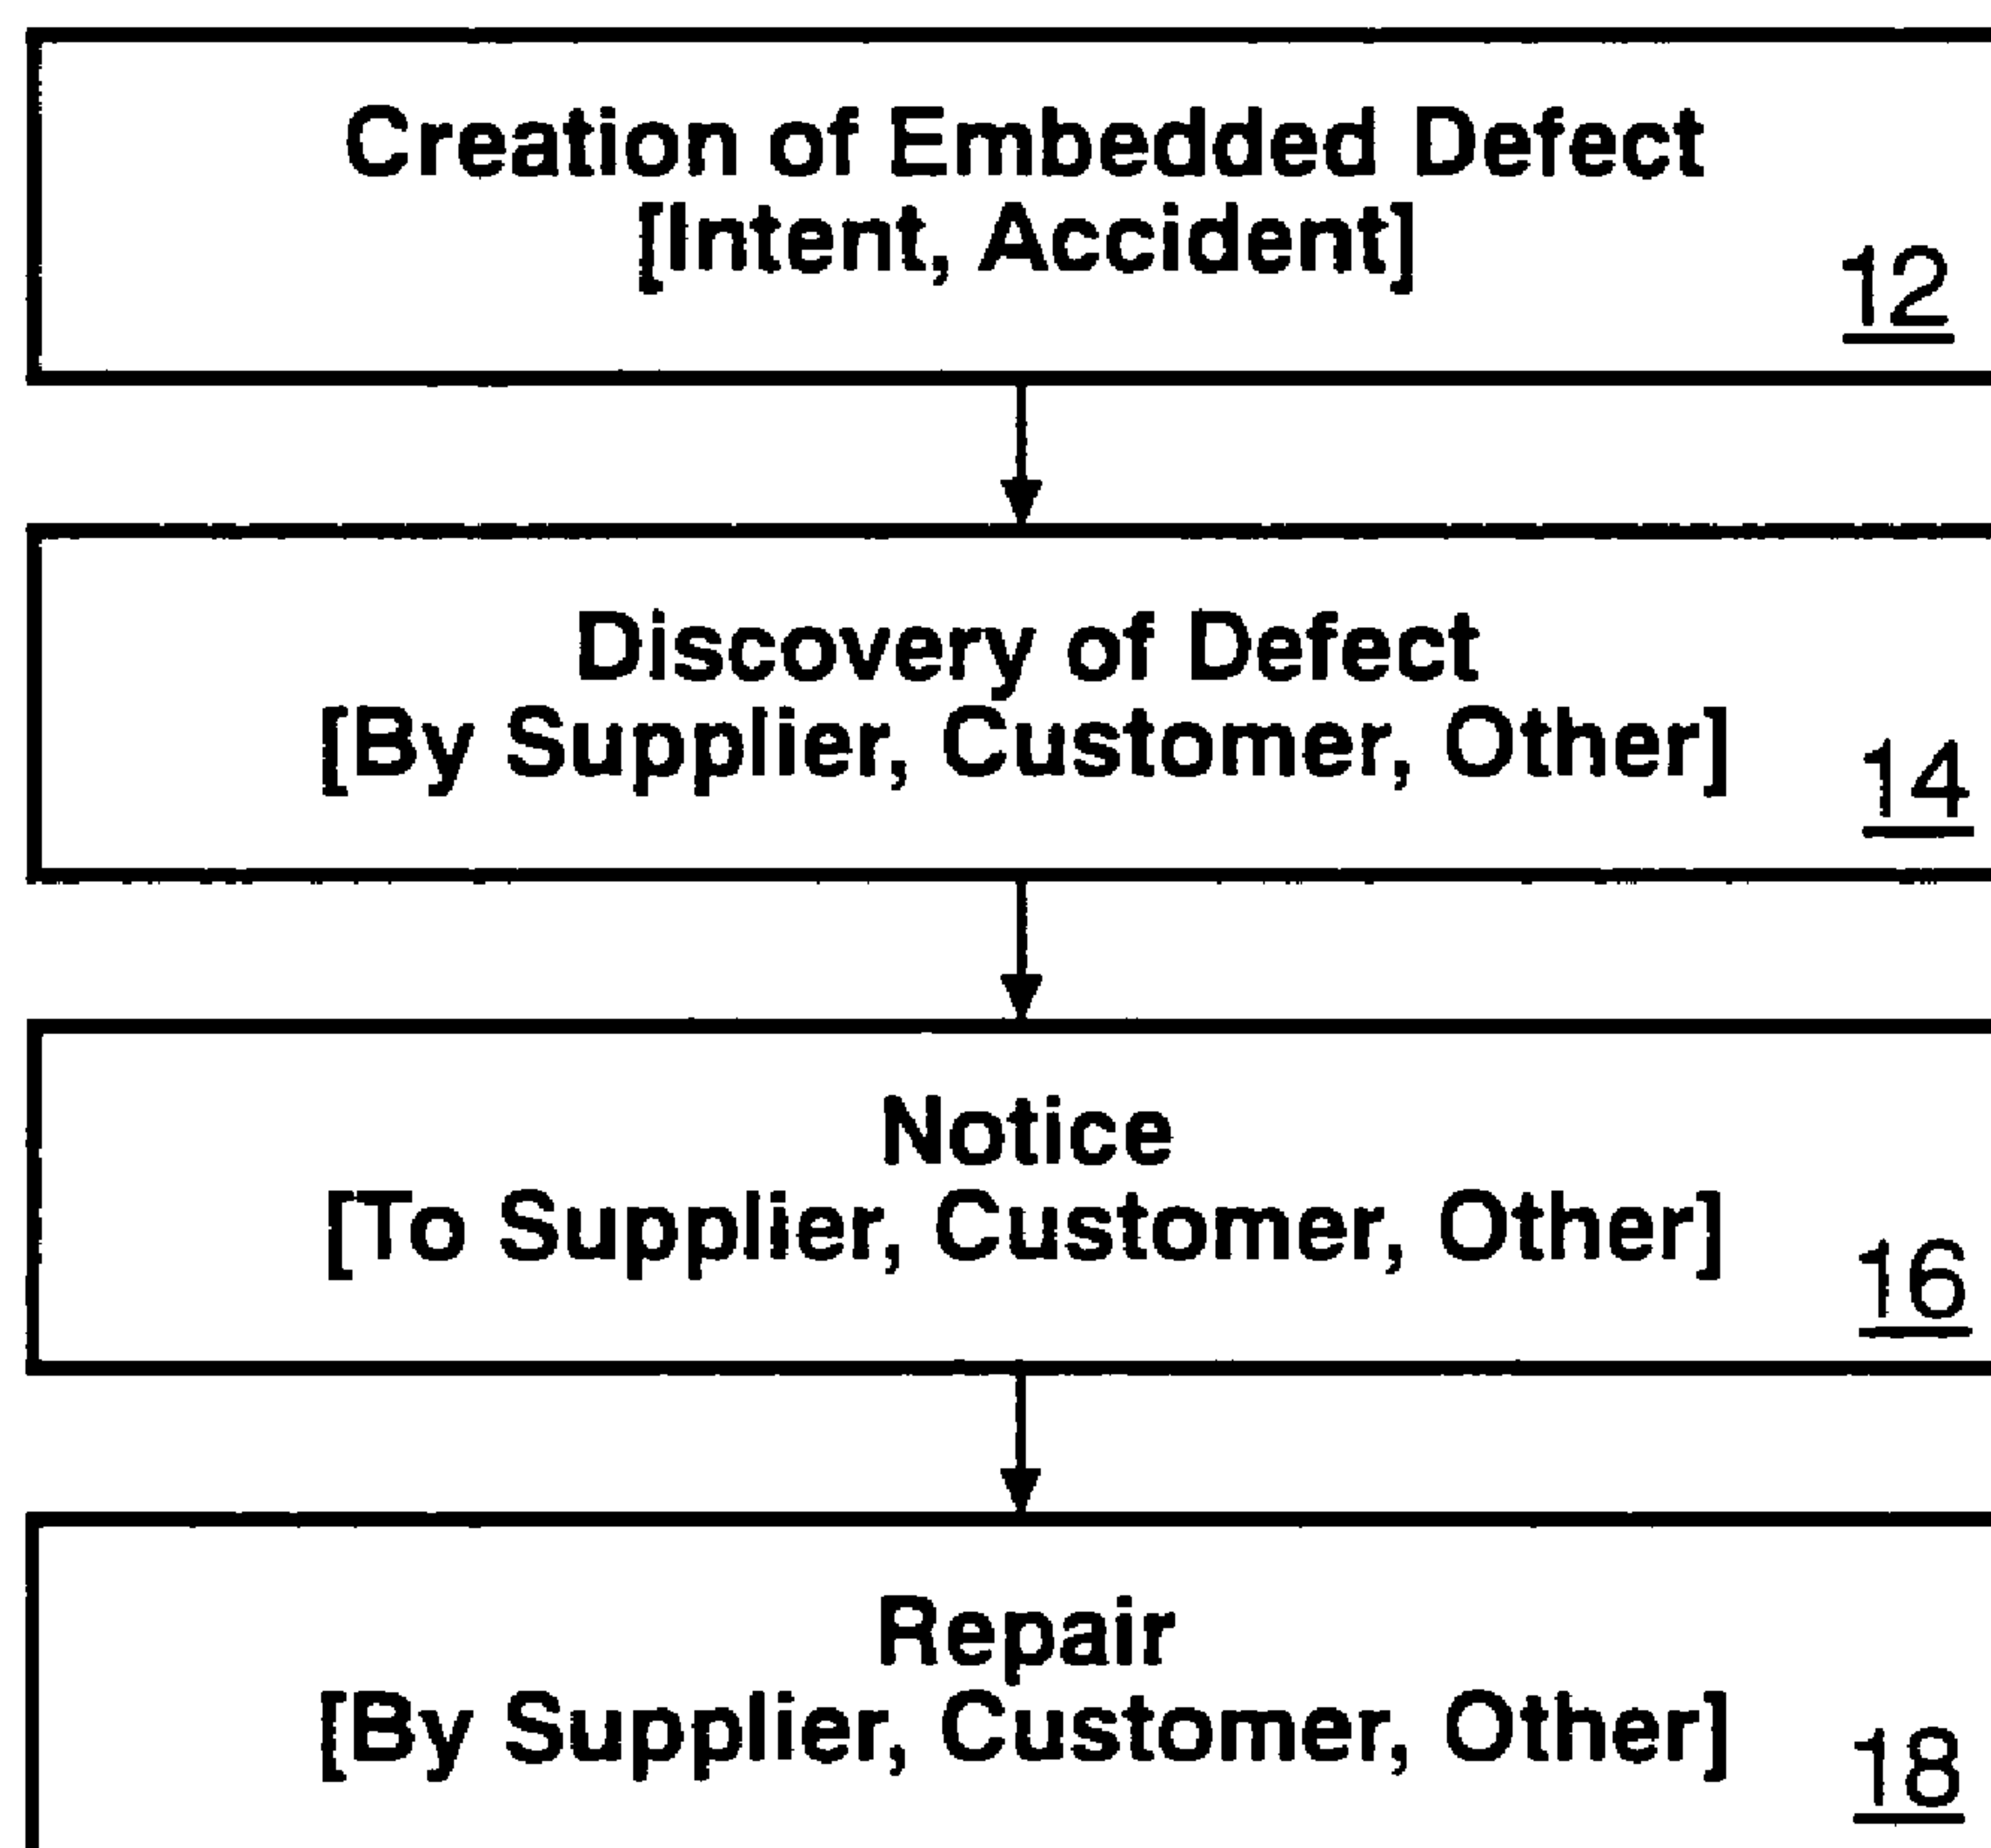 Creation of Embedded Defect
[Intent, Accident]
12
Discovery of Defect
[By Supplier, Customer, Other]
14
Notice
[To Supplier, Customer, Other]
16
Repair
[By Supplier, Customer, Other]
18